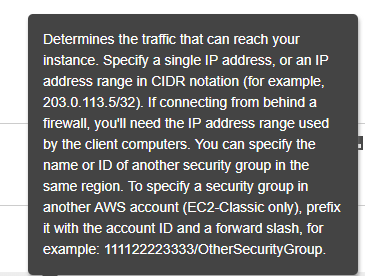 Determines the traffic that can reach your
instance. Specify a single IP address, or an IP
address range in CIDR notation (for example,
203.0.113.5/32). If connecting from behind a
firewall, you'll need the IP address range used
by the client computers. You can specify the
name or ID of another security group in the
same region. To specify a security group in
another AWS account (EC2-Classic only), prefix
it with the account ID and a forward slash, for
example: 111122223333/OtherSecurityGroup.